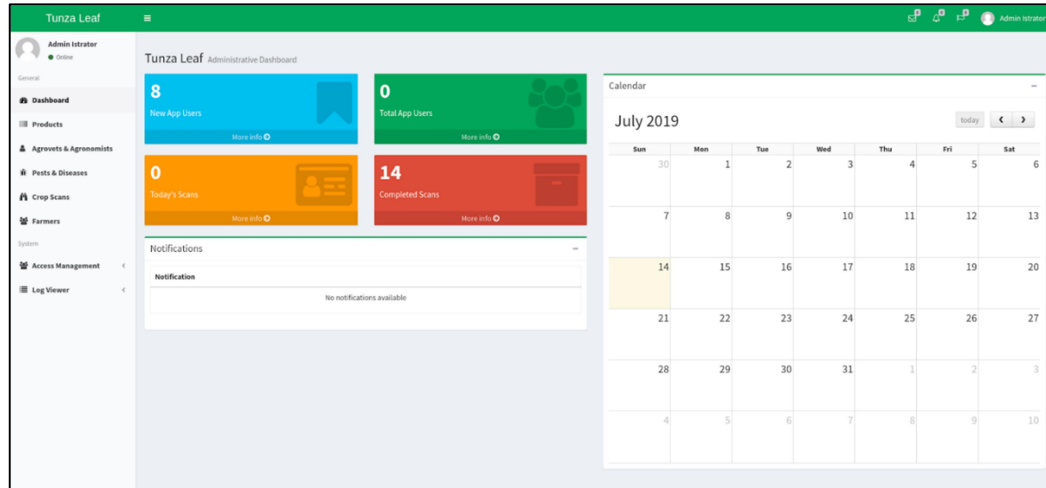 Tunza Leaf
Admin Istrator
Admin Istrator
Online
General
Dashboard
Products
Agrovets & Agronomists
Pests & Diseases
Crop Scans
Farmers
System
Access Management
Log Viewer
Tunza Leaf Administrative Dashboard
8
New App Users
More info
0
Total App Users
More info
0
Today's Scans
More info
14
Completed Scans
More info
Notifications
Notification
No notifications available
Calendar
July 2019
today
Sun Mon Tue Wed Thu Fri Sat
30 1 2 3 4 5 6
7 8 9 10 11 12 13
14 15 16 17 18 19 20
21 22 23 24 25 26 27
28 29 30 31 1 2 3
4 5 6 7 8 9 10